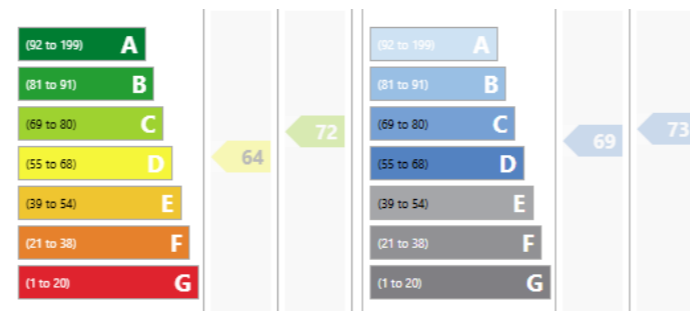 (92 to 199) A
(81 to 91) B
(69 to 80) C
(55 to 68) D
(39 to 54) E
(21 to 38) F
(1 to 20) G
64
72
(92 to 199) A
(81 to 91) B
(69 to 80) C
(55 to 68) D
(39 to 54) E
(21 to 38) F
(1 to 20) G
69
73